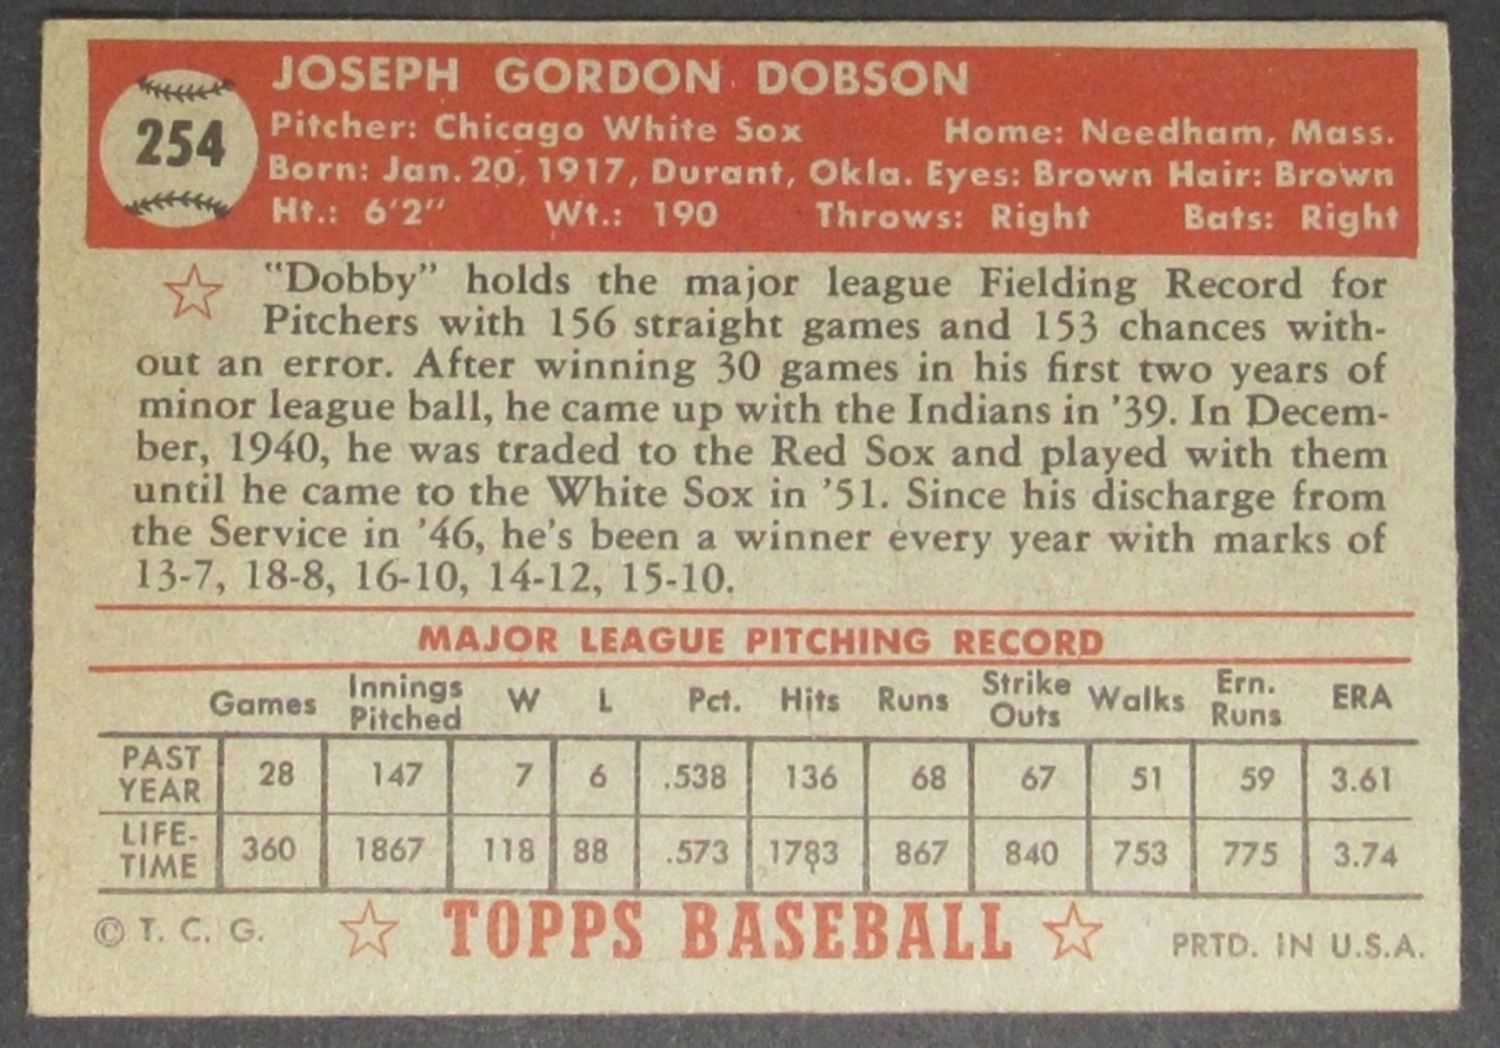 JOSEPH GORDON DOBSON
254
Pitcher: Chicago White Sox Home: Needham, Mass.
Born: Jan. 20, 1917, Durant, Okla. Eyes: Brown Hair: Brown
Ht.: 6'2" Wt.: 190 Throws: Right Bats: Right
"Dobby" holds the major league Fielding Record for
Pitchers with 156 straight games and 153 chances with-
out an error. After winning 30 games in his first two years of
minor league ball, he came up with the Indians in '39. In Decem-
ber, 1940, he was traded to the Red Sox and played with them
until he came to the White Sox in '51. Since his discharge from
the Service in '46, he's been a winner every year with marks of
13-7, 18-8, 16-10, 14-12, 15-10.
MAJOR LEAGUE PITCHING RECORD
Games Innings Pitched W L Pct. Hits Runs Strike Outs Walks Ern. Runs ERA
PAST YEAR 28 147 7 6 .538 136 68 67 51 59 3.61
LIFE-TIME 360 1867 118 88 .573 1783 867 840 753 775 3.74
© T. C. G. TOPPS BASEBALL PRTD. IN U.S.A.